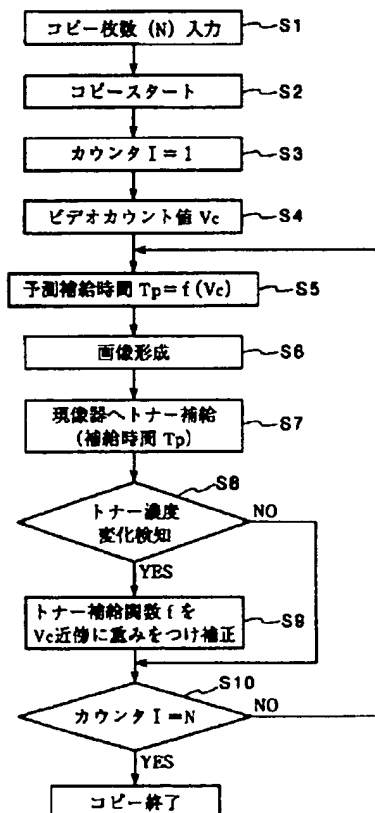 コピー枚数 (N) 入力
S1
コピースタート
S2
カウンタ I = 1
S3
ビデオカウント値 Vc
S4
予測補給時間 Tp=f(Vc)
S5
画像形成
S6
現像器へトナー補給
(補給時間 Tp)
S7
S8
トナー濃度
変化検知
NO
YES
トナー補給関数 f を
Vc近傍に重みをつけ補正
S9
S10
カウンタ I=N
NO
YES
コピー終了